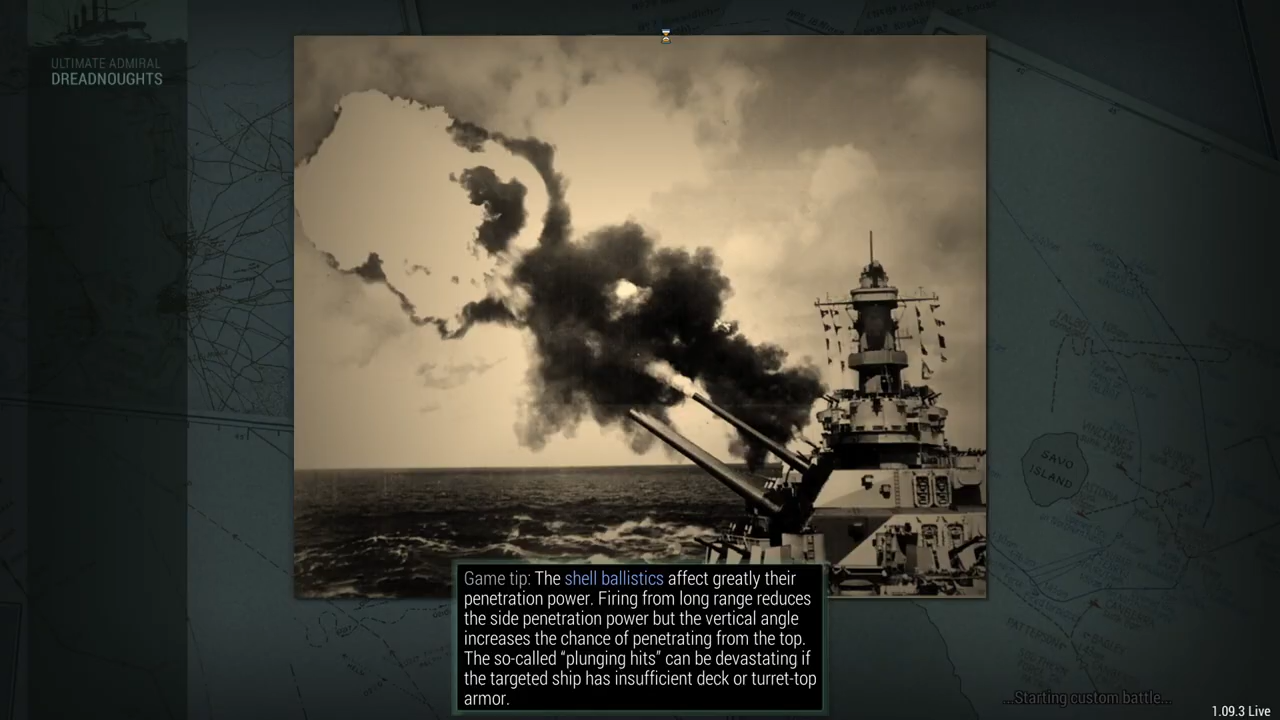 ULTIMATE ADMIRAL
DREADNOUGHTS
SAVO
ISLAND
Game tip: The shell ballistics affect greatly their
penetration power. Firing from long range reduces
the side penetration power but the vertical angle
increases the chance of penetrating from the top.
The so-called “plunging hits” can be devastating if
the targeted ship has insufficient deck or turret-top
armor.
...Starting custom battle...
1.09.3 Live